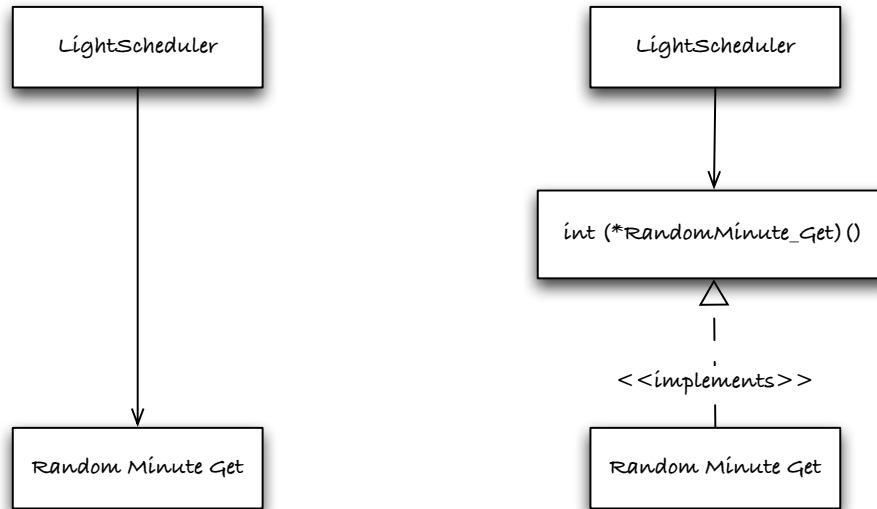 LightScheduler
LightScheduler
int (*RandomMinute_Get)()
<<implements>>
Random Minute Get
Random Minute Get